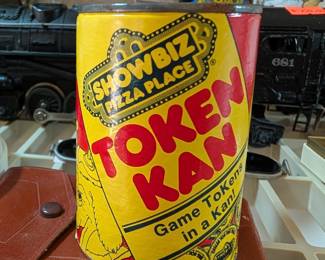 SHOWBIZ
PIZZA PLACE®
TOKEN
KAN
Game Tokens
in a Kan!
681